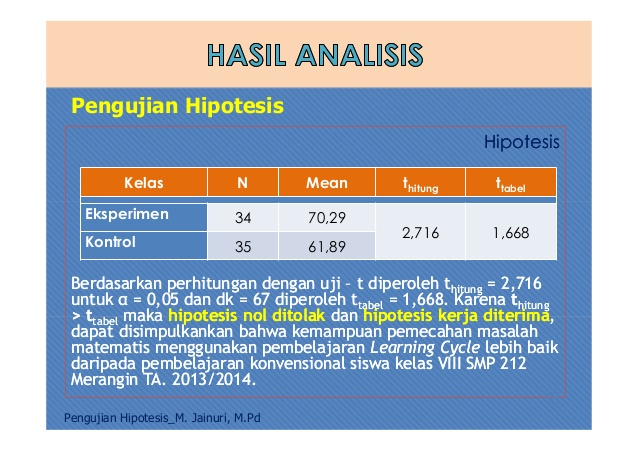 HASIL ANALISIS
Pengujian Hipotesis
Hipotesis
Kelas N Mean thitung ttabel
Eksperimen 34 70,29 2,716 1,668
Kontrol 35 61,89
Berdasarkan perhitungan dengan uji – t diperoleh thitung = 2,716
untuk α = 0,05 dan dk = 67 diperoleh ttabel = 1,668. Karena thitung
> ttabel maka hipotesis nol ditolak dan hipotesis kerja diterima,
dapat disimpulkankan bahwa kemampuan pemecahan masalah
matematis menggunakan pembelajaran Learning Cycle lebih baik
daripada pembelajaran konvensional siswa kelas VIII SMP 212
Merangin TA. 2013/2014.
Pengujian Hipotesis_M. Jainuri, M.Pd